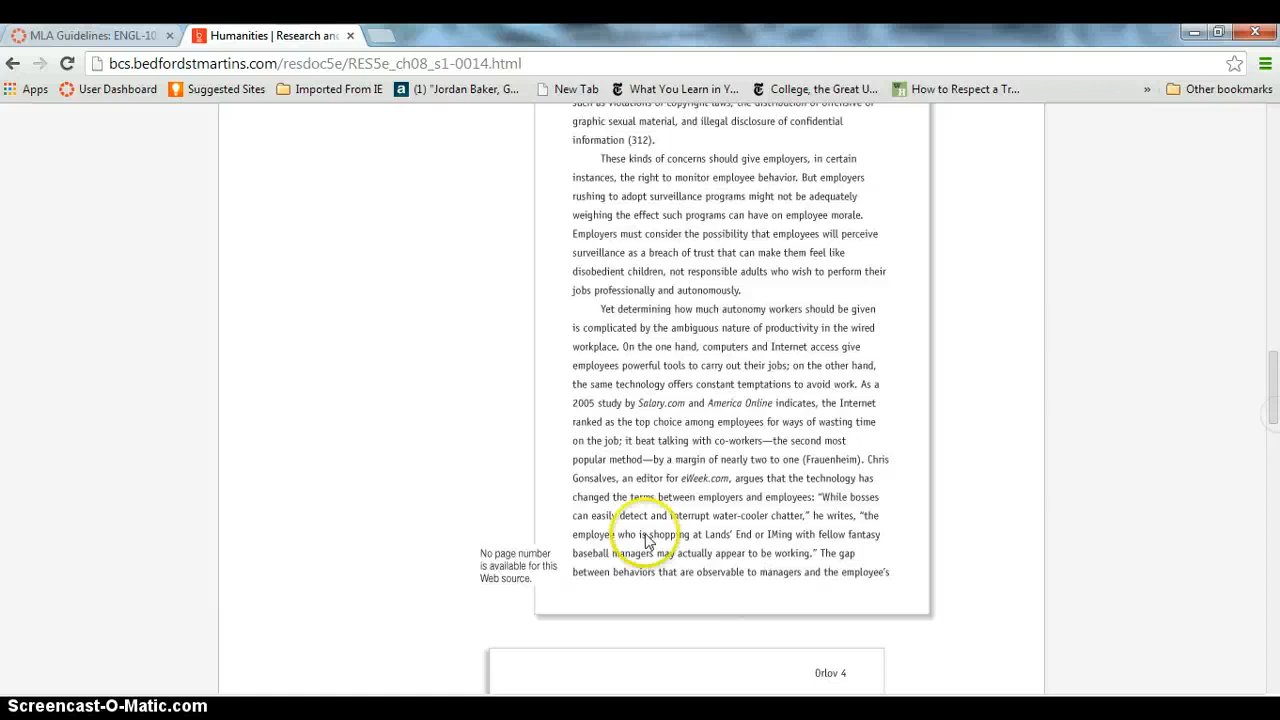 MLA Guidelines: ENGL-10
Humanities | Research and
bcs.bedfordstmartins.com/resdoc5e/RES5e_ch08_s1-0014.html
Apps User Dashboard Suggested Sites Imported From IE (1) "Jordan Baker, G... New Tab What You Learn in Y... College, the Great U... How to Respect a Tr... » Other bookmarks
such as violations of copyright laws, the distribution of offensive or
graphic sexual material, and illegal disclosure of confidential
information (312).
These kinds of concerns should give employers, in certain
instances, the right to monitor employee behavior. But employers
rushing to adopt surveillance programs might not be adequately
weighing the effect such programs can have on employee morale.
Employers must consider the possibility that employees will perceive
surveillance as a breach of trust that can make them feel like
disobedient children, not responsible adults who wish to perform their
jobs professionally and autonomously.
Yet determining how much autonomy workers should be given
is complicated by the ambiguous nature of productivity in the wired
workplace. On the one hand, computers and Internet access give
employees powerful tools to carry out their jobs; on the other hand,
the same technology offers constant temptations to avoid work. As a
2005 study by Salary.com and America Online indicates, the Internet
ranked as the top choice among employees for ways of wasting time
on the job; it beat talking with co-workers—the second most
popular method—by a margin of nearly two to one (Frauenheim). Chris
Gonsalves, an editor for eWeek.com, argues that the technology has
changed the terms between employers and employees: “While bosses
can easily detect and interrupt water-cooler chatter,” he writes, “the
employee who is shopping at Lands’ End or IMing with fellow fantasy
baseball managers may actually appear to be working.” The gap
between behaviors that are observable to managers and the employee’s
No page number
is available for this
Web source.
Orlov 4
Screencast-O-Matic.com